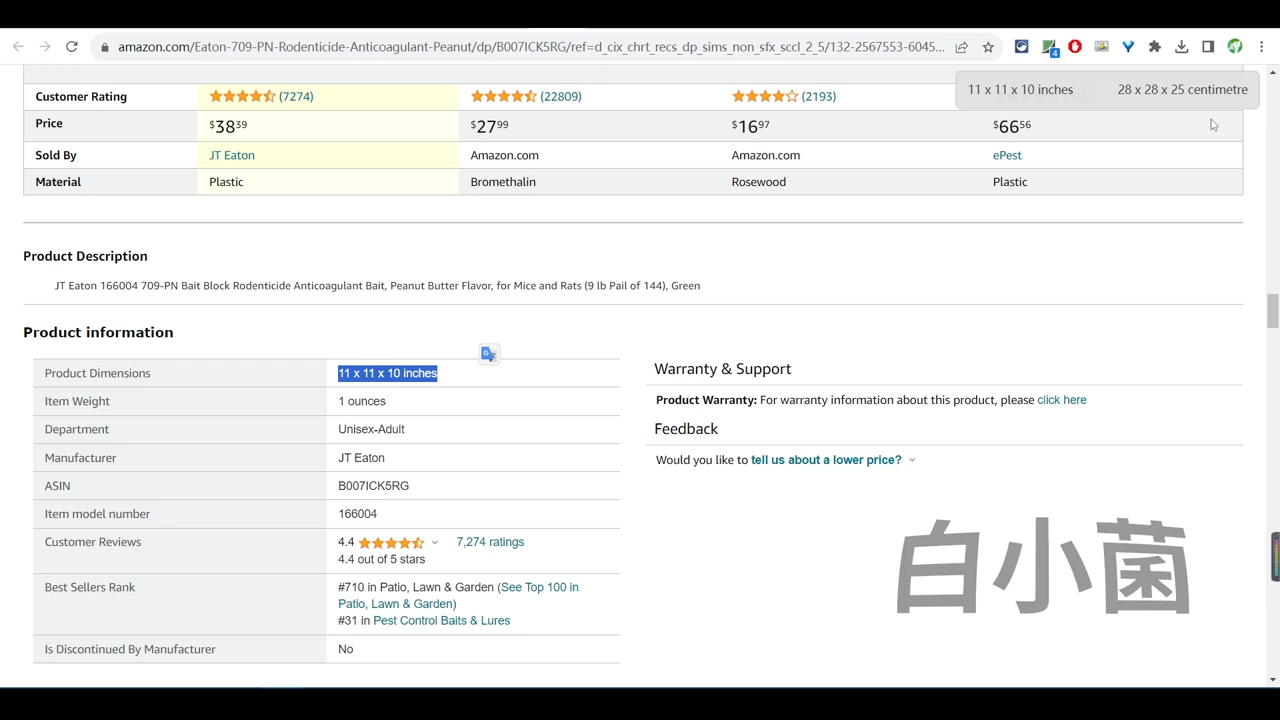 amazon.com/Eaton-709-PN-Rodenticide-Anticoagulant-Peanut/dp/B007ICK5RG/ref=d_cix_chrt_recs_dp_sims_non_sfx_sccl_2_5/132-2567553-6045...
4
11 x 11 x 10 inches 28 x 28 x 25 centimetre
Customer Rating (7274) (22809) (2193)
Price $3839 $2799 $1697 $6656
Sold By JT Eaton Amazon.com Amazon.com ePest
Material Plastic Bromethalin Rosewood Plastic
Product Description
JT Eaton 166004 709-PN Bait Block Rodenticide Anticoagulant Bait, Peanut Butter Flavor, for Mice and Rats (9 lb Pail of 144), Green
Product information
Product Dimensions 11 x 11 x 10 inches
Item Weight 1 ounces
Department Unisex-Adult
Manufacturer JT Eaton
ASIN B007ICK5RG
Item model number 166004
Customer Reviews 4.4 7,274 ratings
4.4 out of 5 stars
Best Sellers Rank #710 in Patio, Lawn & Garden (See Top 100 in
Patio, Lawn & Garden)
#31 in Pest Control Baits & Lures
Is Discontinued By Manufacturer No
Warranty & Support
Product Warranty: For warranty information about this product, please click here
Feedback
Would you like to tell us about a lower price?
白小菌